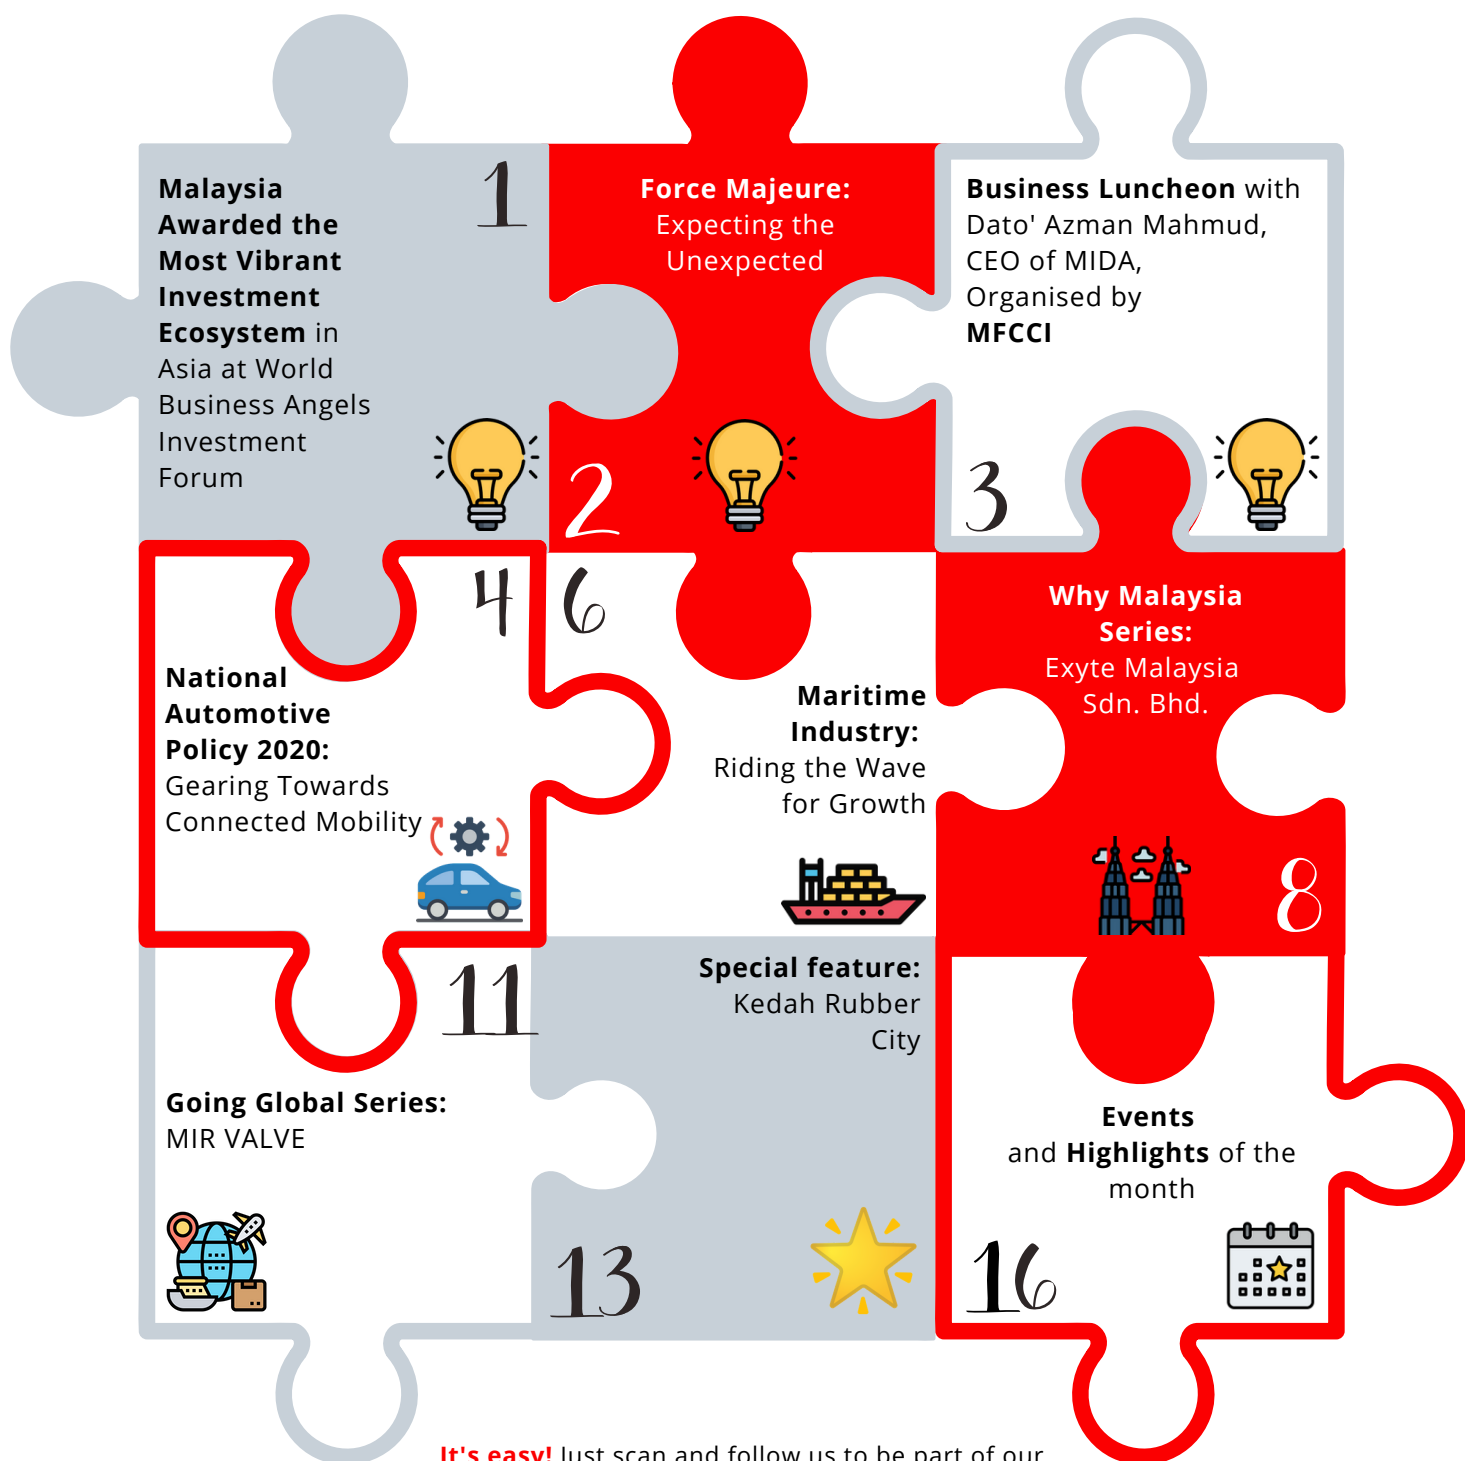 Malaysia
Awarded the
Most Vibrant
Investment
Ecosystem in
Asia at World
Business Angels
Investment
Forum
1
Force Majeure:
Expecting the
Unexpected
2
Business Luncheon with
Dato' Azman Mahmud,
CEO of MIDA,
Organised by
MFCCI
3
4
National
Automotive
Policy 2020:
Gearing Towards
Connected Mobility
6
Maritime
Industry:
Riding the Wave
for Growth
Why Malaysia
Series:
Exyte Malaysia
Sdn. Bhd.
8
11
Going Global Series:
MIR VALVE
Special feature:
Kedah Rubber
City
13
Events
and Highlights of the
month
16
It's easy! Just scan and follow us to be part of our